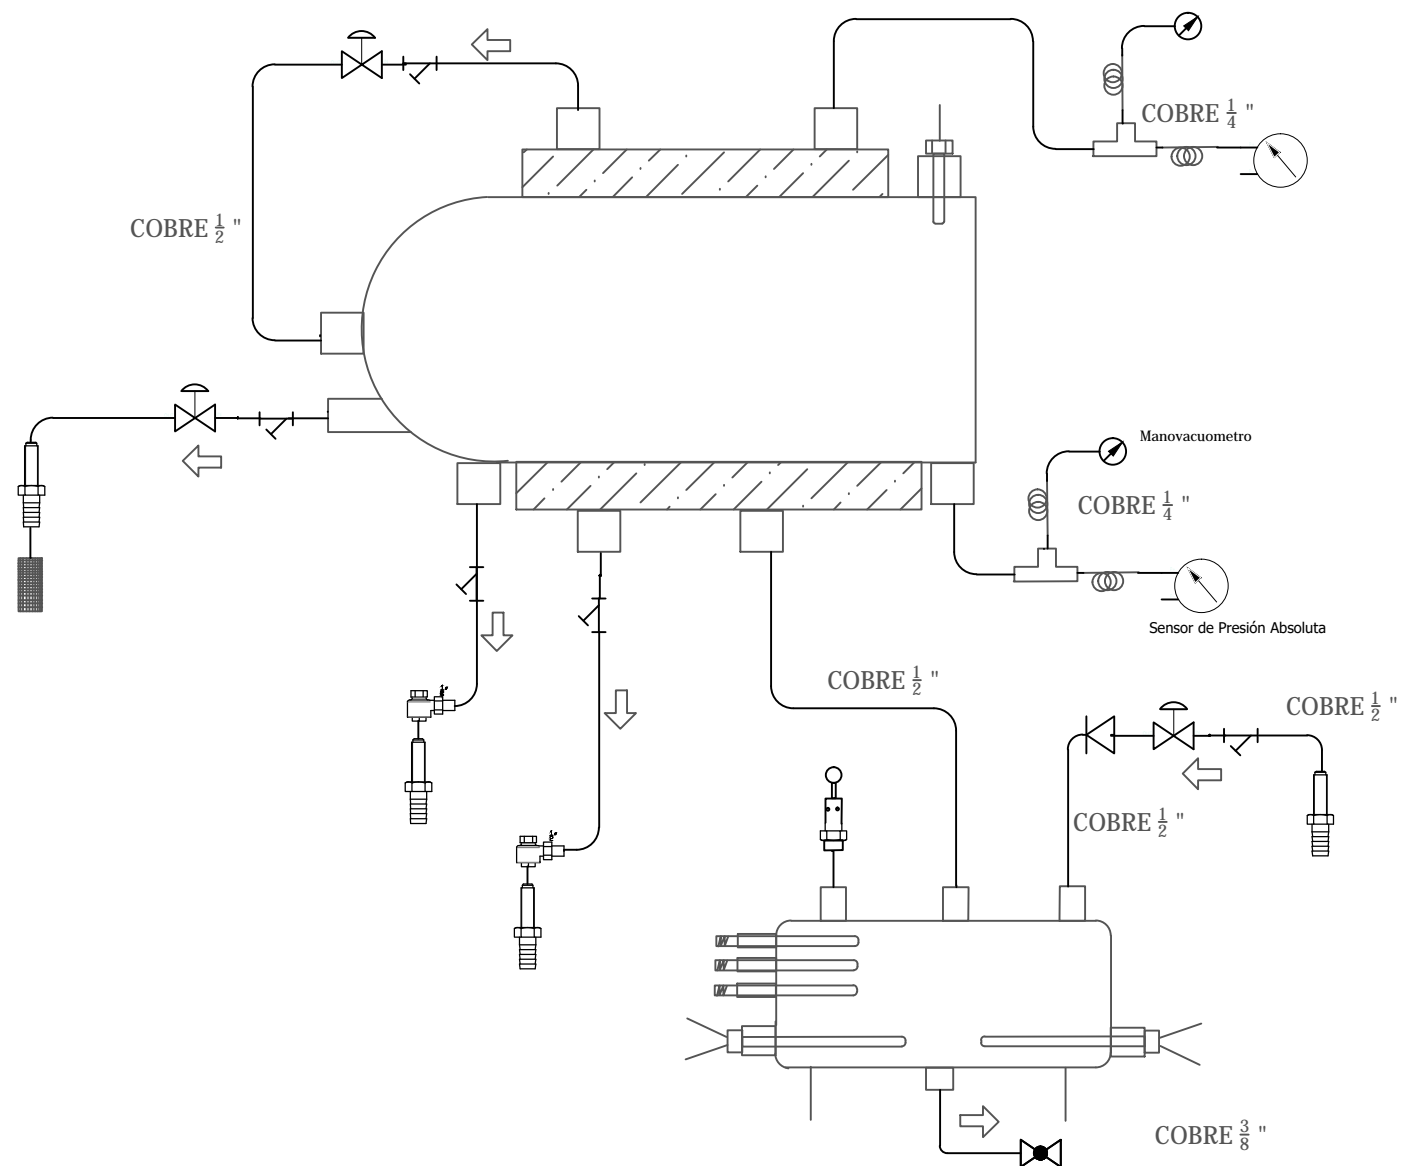 COBRE 1/4 "
COBRE 1/2 "
Manovacuometro
COBRE 1/4 "
Sensor de Presión Absoluta
COBRE 1/2 "
COBRE 1/2 "
COBRE 1/2 "
COBRE 3/8 "